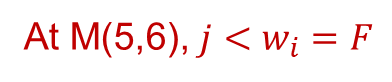 At M(5,6), j < wᵢ = F